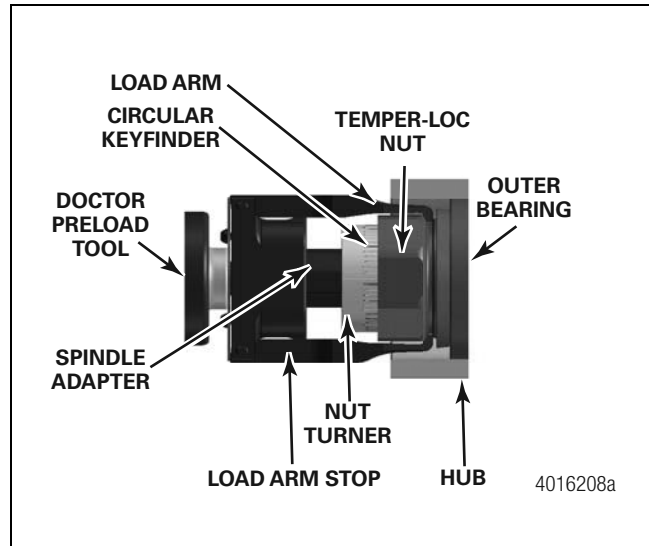 LOAD ARM
CIRCULAR
KEYFINDER
TEMPER-LOC
NUT
DOCTOR
PRELOAD
TOOL
OUTER
BEARING
SPINDLE
ADAPTER
NUT
TURNER
LOAD ARM STOP
HUB
4016208a